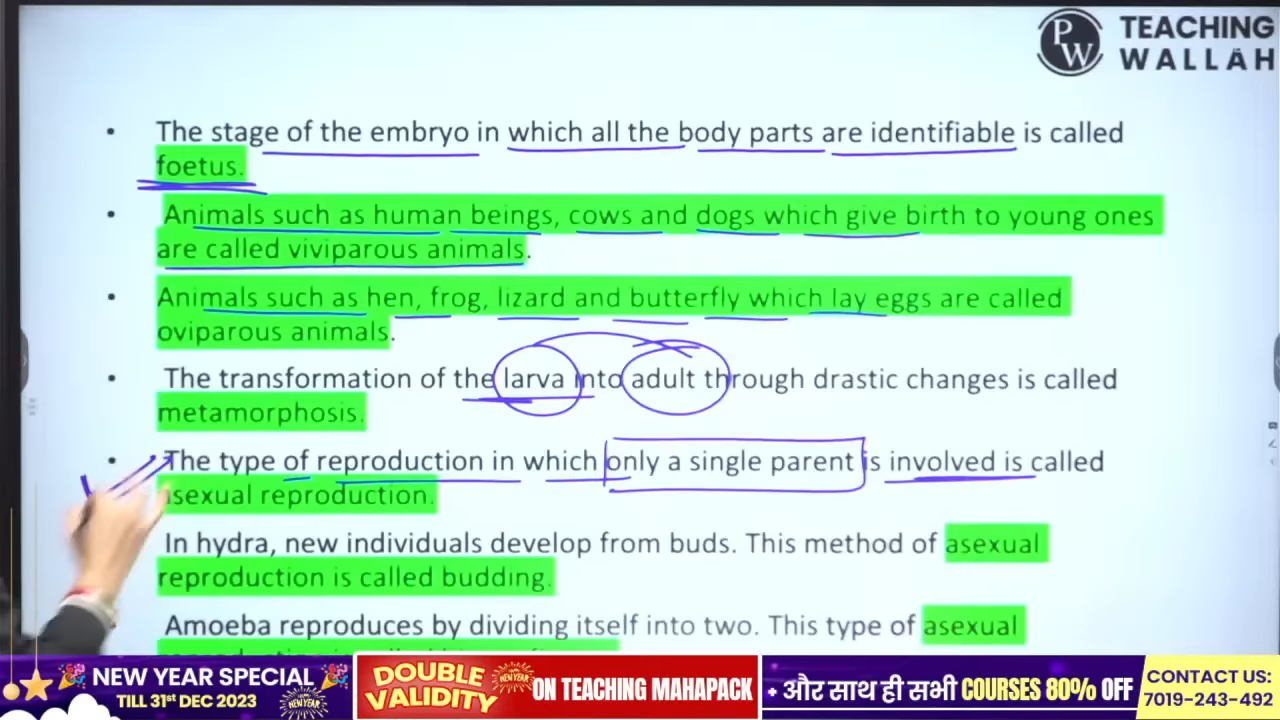 PW
TEACHING
WALLAH
• The stage of the embryo in which all the body parts are identifiable is called
foetus.
• Animals such as human beings, cows and dogs which give birth to young ones
are called viviparous animals.
• Animals such as hen, frog, lizard and butterfly which lay eggs are called
oviparous animals.
• The transformation of the larva into adult through drastic changes is called
metamorphosis.
• The type of reproduction in which only a single parent is involved is called
asexual reproduction.
In hydra, new individuals develop from buds. This method of asexual
reproduction is called budding.
Amoeba reproduces by dividing itself into two. This type of asexual
NEW YEAR SPECIAL
TILL 31st DEC 2023
DOUBLE
VALIDITY
ON TEACHING MAHAPACK
+ और साथ ही सभी COURSES 80% OFF
CONTACT US:
7019-243-492